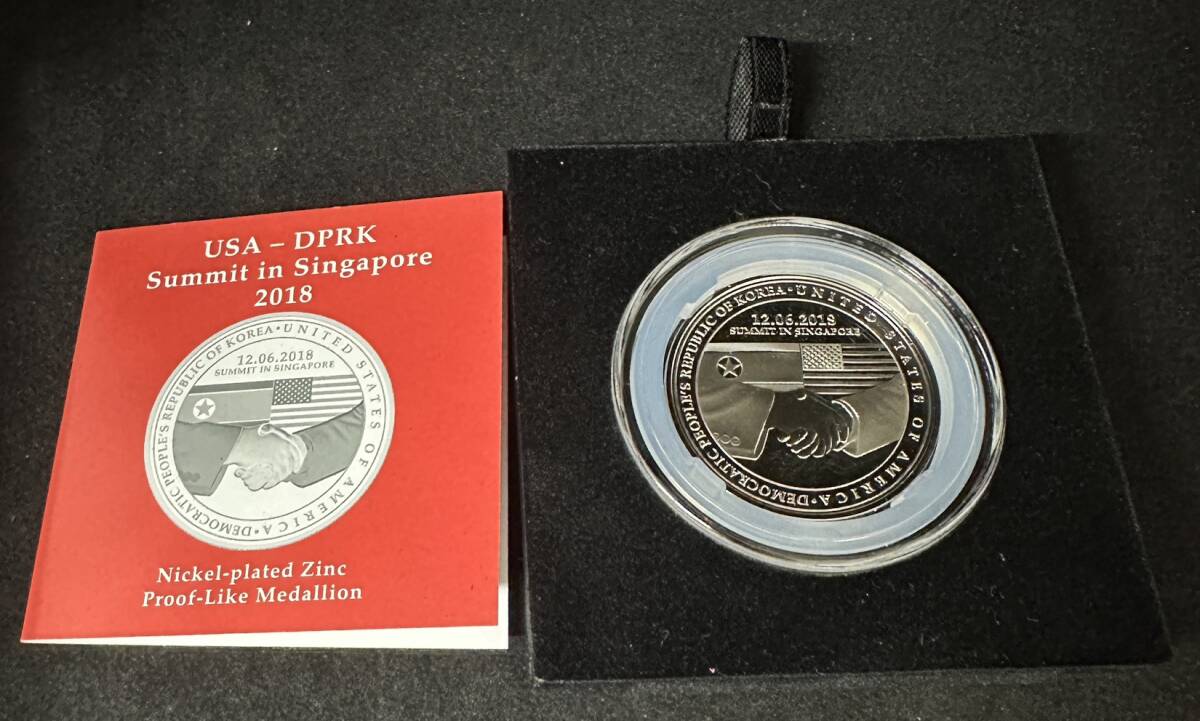 USA – DPRK
Summit in Singapore
2018
DEMOCRATIC PEOPLE'S REPUBLIC OF KOREA • UNITED STATES OF AMERICA •
12.06.2018
SUMMIT IN SINGAPORE
Nickel-plated Zinc
Proof-Like Medallion
DEMOCRATIC PEOPLE'S REPUBLIC OF KOREA • UNITED STATES OF AMERICA •
12.06.2018
SUMMIT IN SINGAPORE